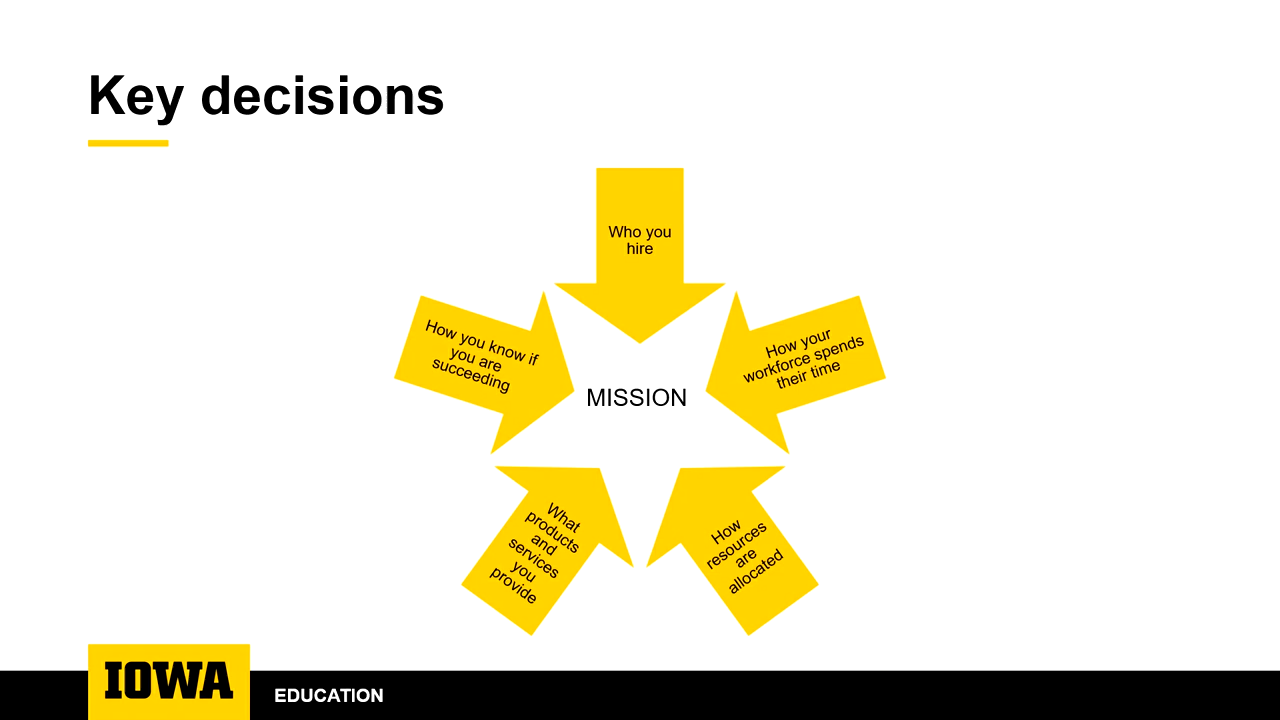 Key decisions
Who you
hire
How your
workforce spends
their time
How
resources
are
allocated
What
products
and
services
you
provide
How you know if
you are
succeeding
MISSION
IOWA
EDUCATION